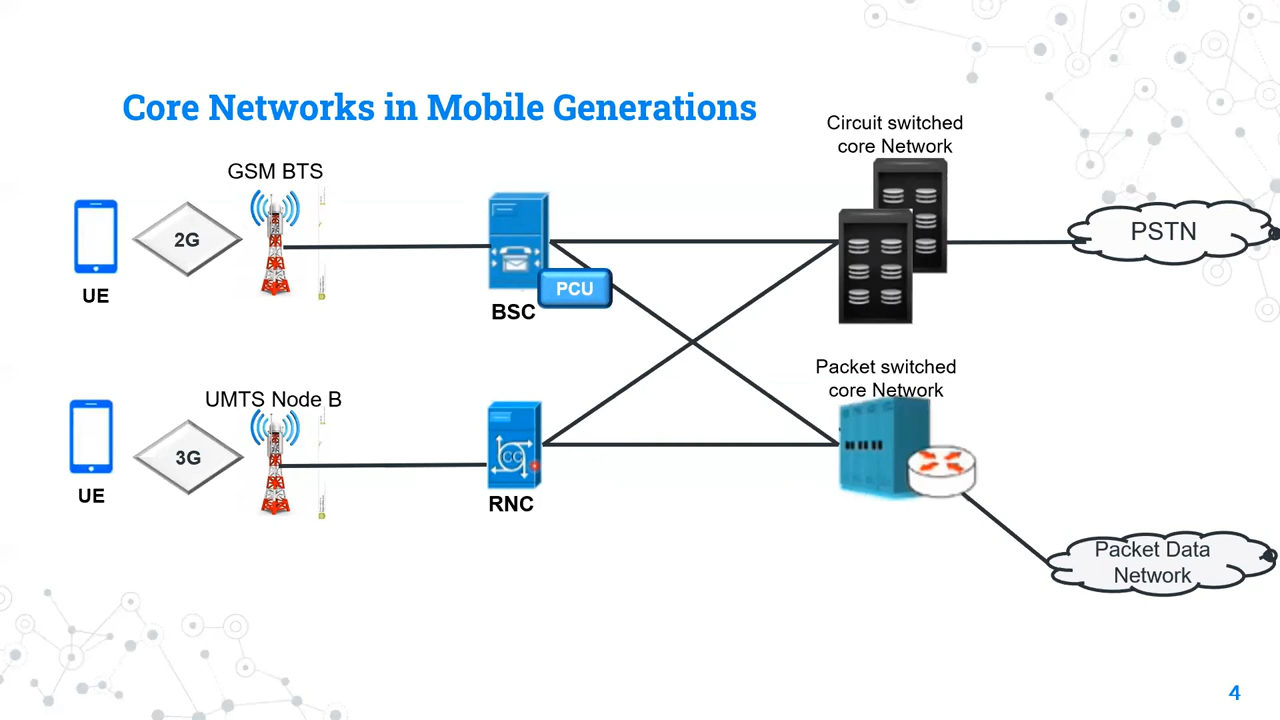 Core Networks in Mobile Generations
Circuit switched
core Network
GSM BTS
2G
UE
BSC
PCU
PSTN
Packet switched
core Network
UMTS Node B
3G
UE
CC
RNC
Packet Data
Network
4